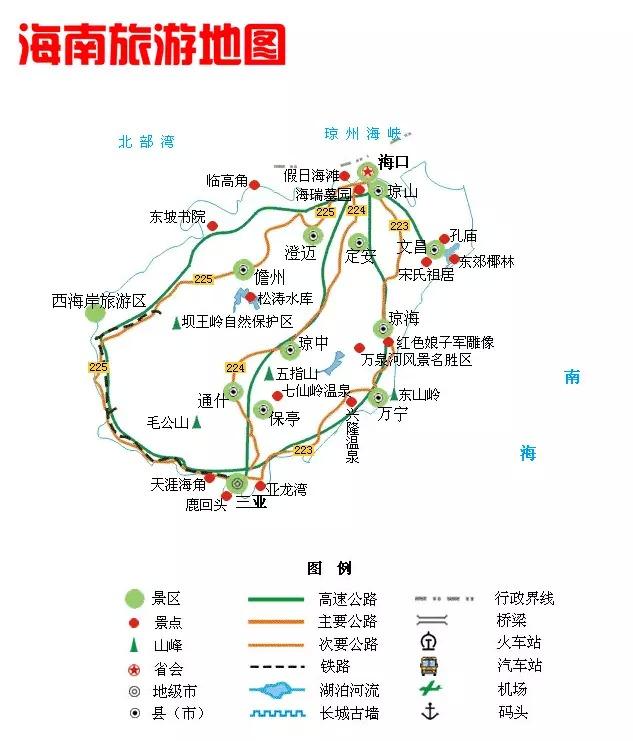 海南旅游地图
琼州海峡
北部湾
海口
假日海滩
临高角
海瑞墓园
琼山
225
224
东坡书院
223
孔庙
文昌
澄迈
定安
东郊椰林
宋氏祖居
儋州
225
西海岸旅游区
松涛水库
坝王岭自然保护区
琼海
红色娘子军雕像
琼中
万泉河风景名胜区
225
224
五指山
南
七仙岭温泉
东山岭
通什
保亭
兴隆温泉
万宁
毛公山
223
海
天涯海角
亚龙湾
鹿回头
三亚
图 例
景区
高速公路
行政界线
景点
主要公路
桥梁
山峰
次要公路
火车站
省会
铁路
汽车站
地级市
湖泊河流
机场
县（市）
长城古墙
码头